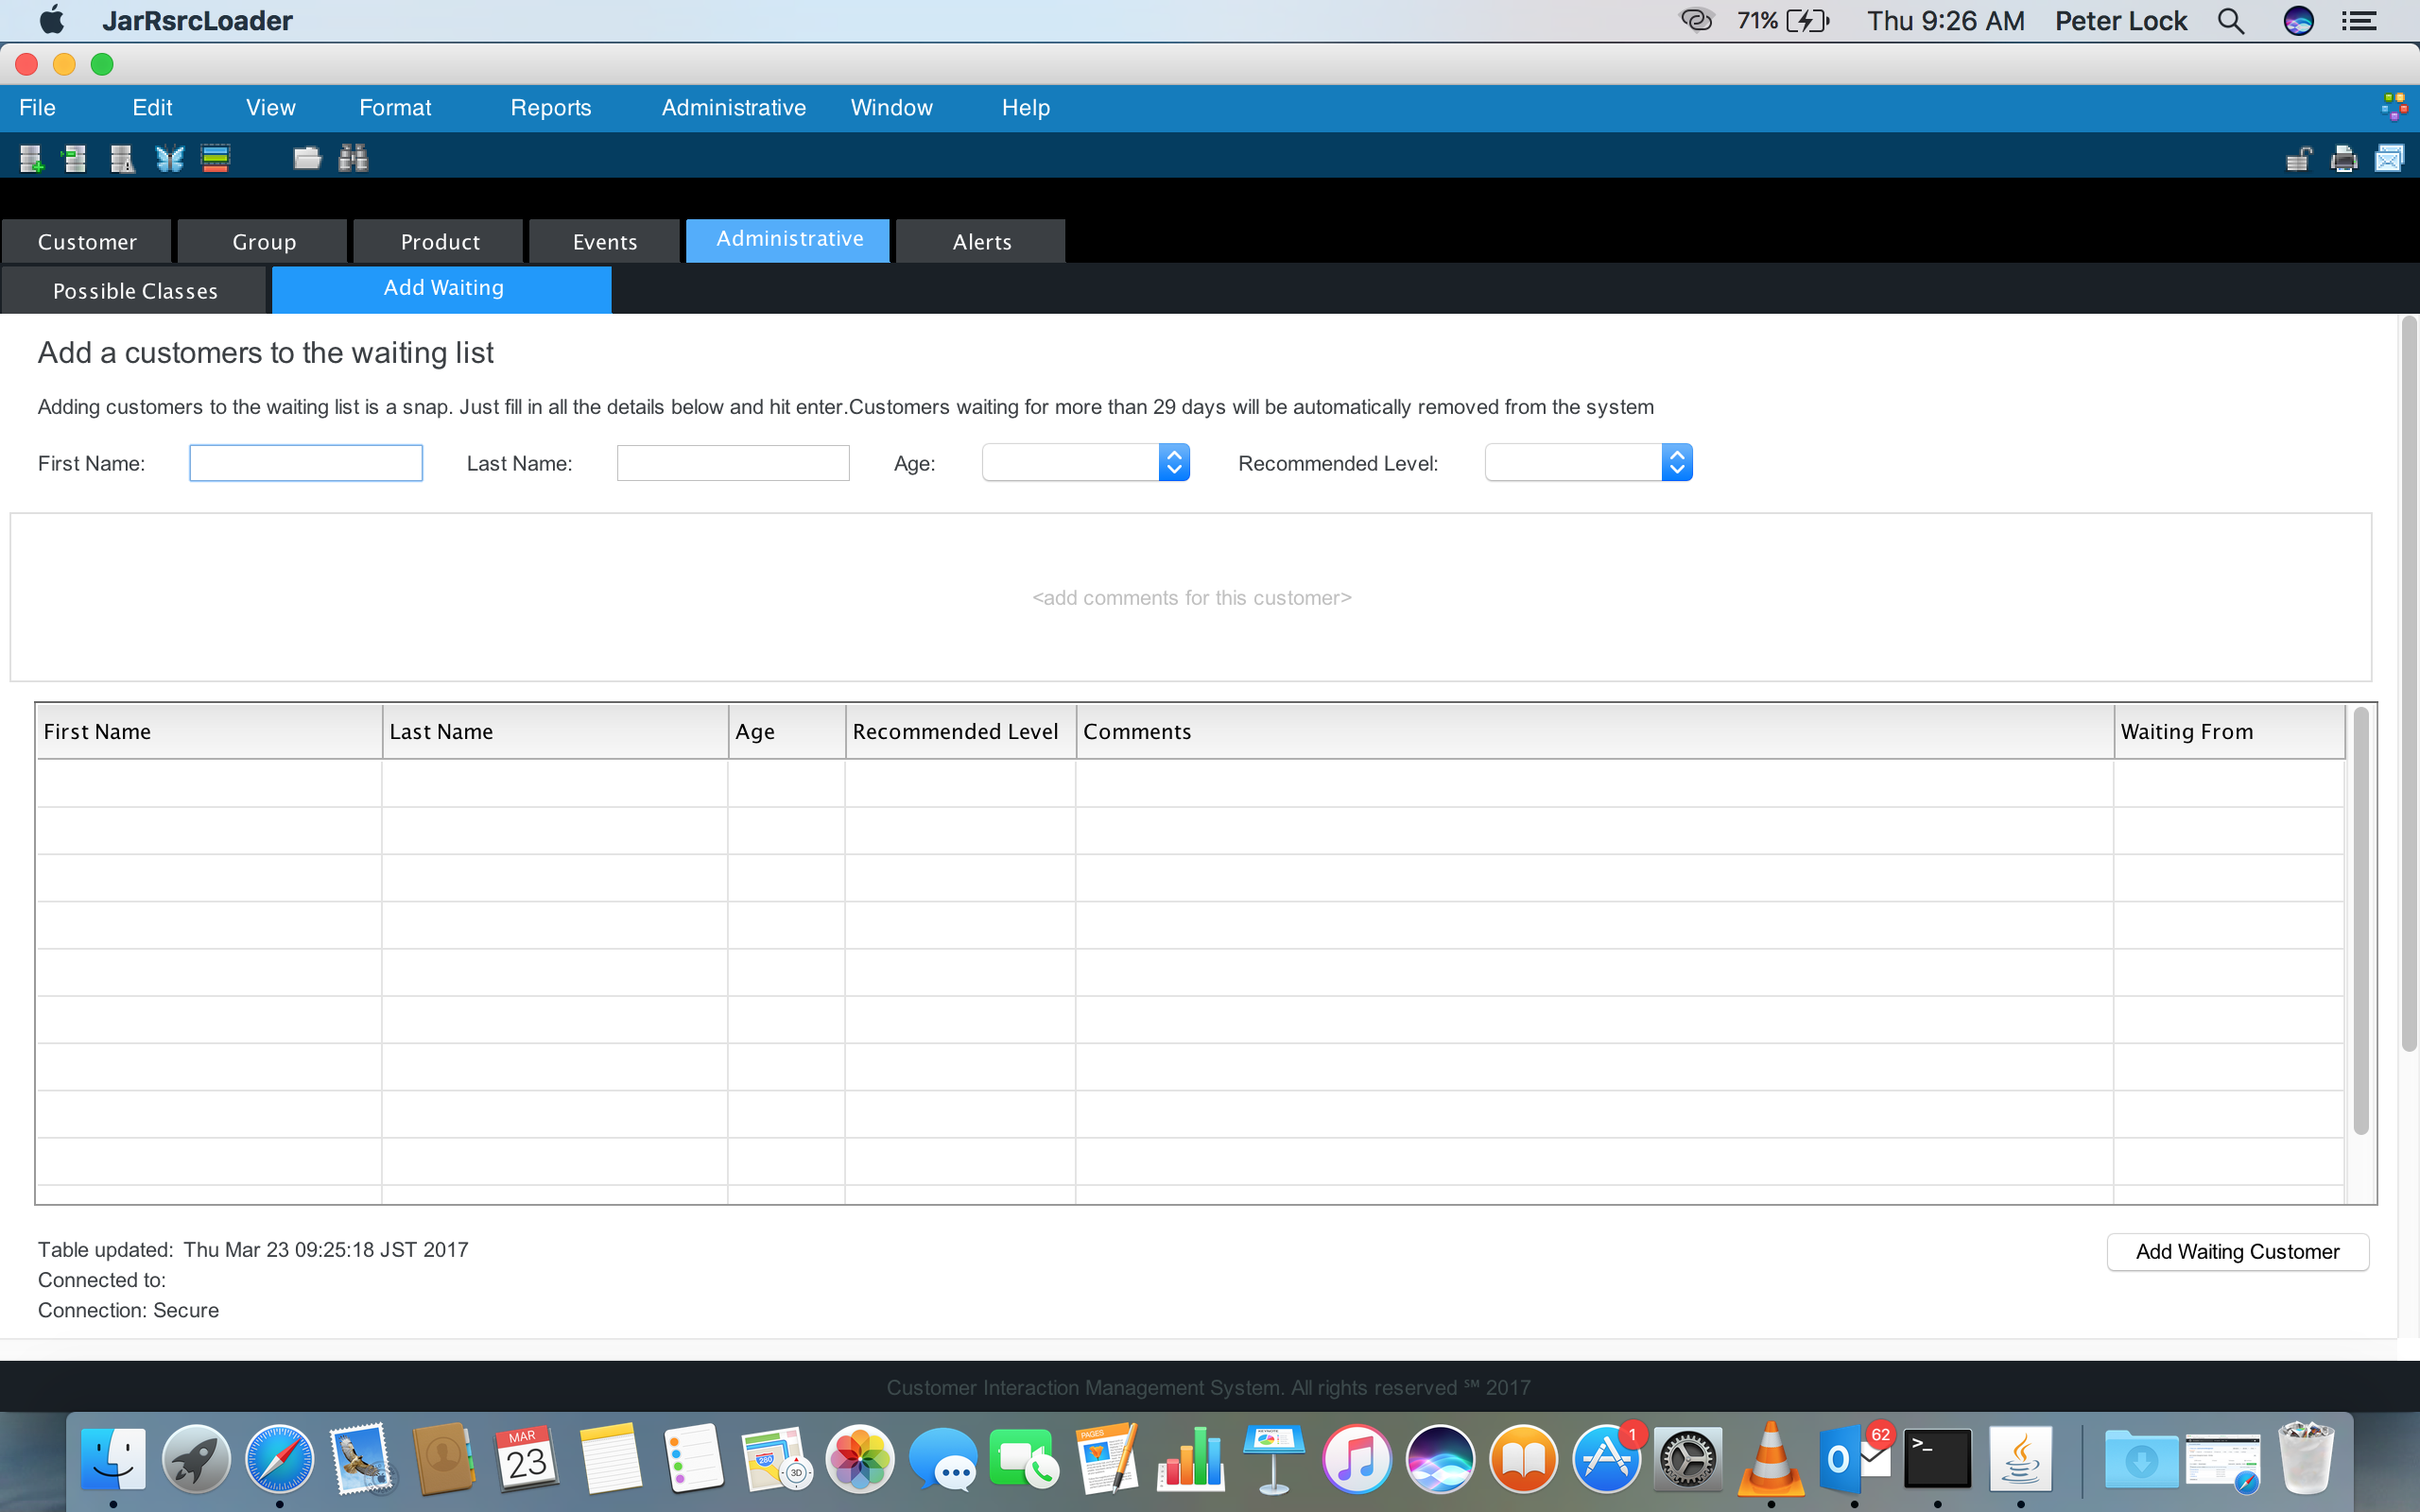 JarRsrcLoader 71% Thu 9:26 AM Peter Lock
File Edit View Format Reports Administrative Window Help
Customer Group Product Events Administrative Alerts
Possible Classes Add Waiting
Add a customers to the waiting list
Adding customers to the waiting list is a snap. Just fill in all the details below and hit enter.Customers waiting for more than 29 days will be automatically removed from the system
First Name: Last Name: Age: Recommended Level:
<add comments for this customer>
First Name Last Name Age Recommended Level Comments Waiting From
Table updated: Thu Mar 23 09:25:18 JST 2017
Add Waiting Customer
Connected to:
Connection: Secure
Customer Interaction Management System. All rights reserved ℠ 2017
MAR
23
280
3D
PAGES
1
O
62
>_